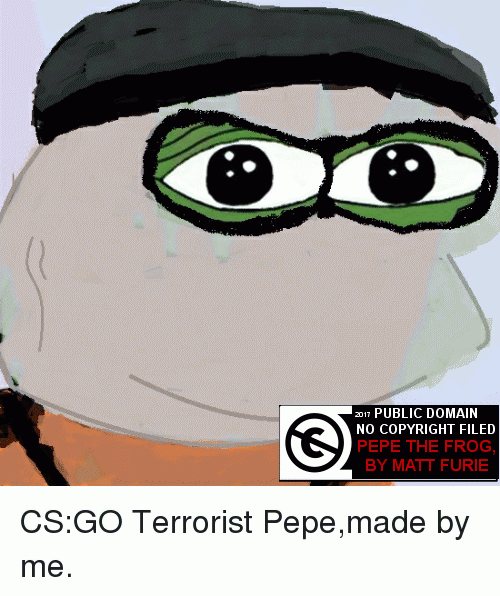 2017 PUBLIC DOMAIN
NO COPYRIGHT FILED
PEPE THE FROG,
BY MATT FURIE
CS:GO Terrorist Pepe,made by
me.